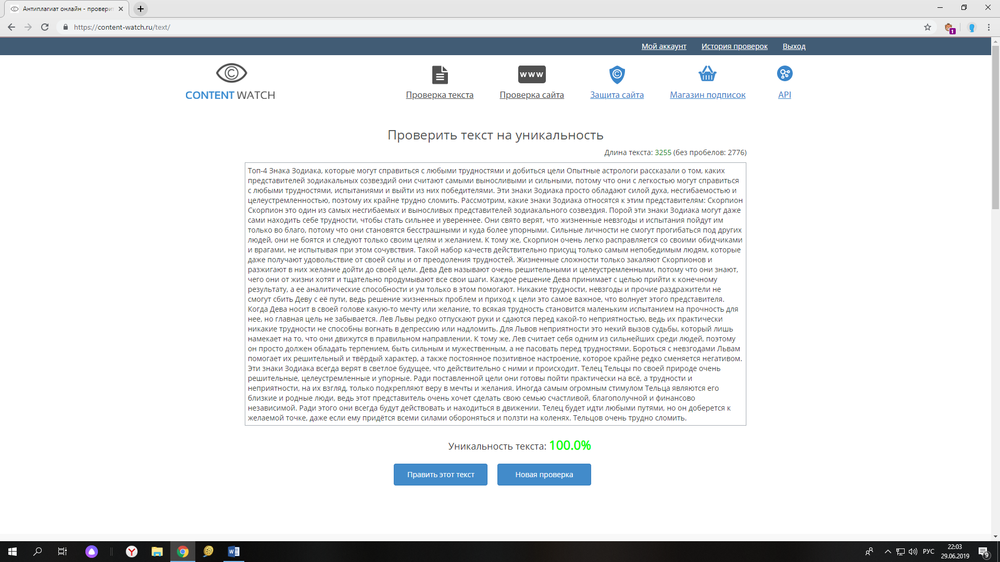 Антиплагиат онлайн - провери
https://content-watch.ru/text/
1
Мой аккаунт История проверок Выход
©
www
©
CONTENT WATCH
Проверка текста Проверка сайта Защита сайта Магазин подписок API
Проверить текст на уникальность
Длина текста: 3255 (без пробелов: 2776)
Топ-4 Знака Зодиака, которые могут справиться с любыми трудностями и добиться цели Опытные астрологи рассказали о том, каких
представителей зодиакальных созвездий они считают самыми выносливыми и сильными, потому что они с легкостью могут справиться
с любыми трудностями, испытаниями и выйти из них победителями. Эти знаки Зодиака просто обладают силой духа, несгибаемостью и
целеустремленностью, поэтому их крайне трудно сломить. Рассмотрим, какие знаки Зодиака относятся к этим представителям: Скорпион
Скорпион это один из самых несгибаемых и выносливых представителей зодиакального созвездия. Порой эти знаки Зодиака могут даже
сами находить себе трудности, чтобы стать сильнее и увереннее. Они свято верят, что жизненные невзгоды и испытания пойдут им
только во благо, потому что они становятся бесстрашными и куда более упорными. Сильные личности не смогут прогибаться под других
людей, они не боятся и следуют только своим целям и желанием. К тому же, Скорпион очень легко расправляется со своими обидчиками
и врагами, не испытывая при этом сочувствия. Такой набор качеств действительно присущ только самым непобедимым людям, которые
даже получают удовольствие от своей силы и от преодоления трудностей. Жизненные сложности только закаляют Скорпионов и
разжигают в них желание дойти до своей цели. Дева Дев называют очень решительными и целеустремленными, потому что они знают,
чего они от жизни хотят и тщательно продумывают все свои шаги. Каждое решение Дева принимает с целью прийти к конечному
результату, а ее аналитические способности и ум только в этом помогают. Никакие трудности, невзгоды и прочие раздражители не
смогут сбить Деву с её пути, ведь решение жизненных проблем и приход к цели это самое важное, что волнует этого представителя.
Когда Дева носит в своей голове какую-то мечту или желание, то всякая трудность становится маленьким испытанием на прочность для
нее, но главная цель не забывается. Лев Львы редко отпускают руки и сдаются перед какой-то неприятностью, ведь их практически
никакие трудности не способны вогнать в депрессию или надломить. Для Львов неприятности это некий вызов судьбы, который лишь
намекает на то, что они движутся в правильном направлении. К тому же, Лев считает себя одним из сильнейших среди людей, поэтому
он просто должен обладать терпением, быть сильным и мужественным, а не пасовать перед трудностями. Бороться с невзгодами Львам
помогает их решительный и твёрдый характер, а также постоянное позитивное настроение, которое крайне редко сменяется негативом.
Эти знаки Зодиака всегда верят в светлое будущее, что действительно с ними и происходит. Телец Тельцы по своей природе очень
решительные, целеустремленные и упорные. Ради поставленной цели они готовы пойти практически на всё, а трудности и
неприятности, на их взгляд, только подкрепляют веру в мечты и желания. Иногда самым огромным стимулом Тельца являются его
близкие и родные люди, ведь этот представитель очень хочет сделать свою семью счастливой, благополучной и финансово
независимой. Ради этого они всегда будут действовать и находиться в движении. Телец будет идти любыми путями, но он доберется к
желаемой точке, даже если ему придётся всеми силами обороняться и ползти на коленях. Тельцов очень трудно сломить.
Уникальность текста: 100.0%
Править этот текст Новая проверка
РУС
22:03
29.06.2019
9